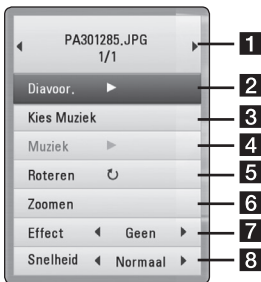 PA301285.JPG
1
1/1
Diavoor.
2
Kies Muziek
3
Muziek
4
Roteren
5
Zoomen
6
Effect Geen
7
Snelheid Normaal
8